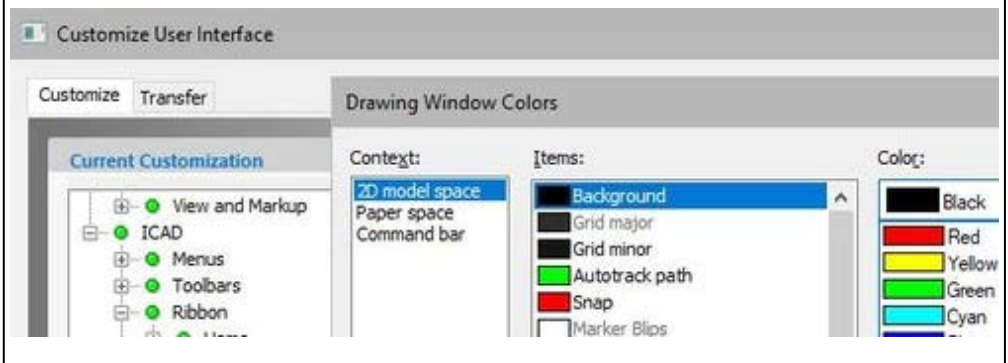 Customize User Interface
Customize Transfer
Current Customization
View and Markup
ICAD
Menus
Toolbars
Ribbon
Home
Drawing Window Colors
Context:
2D model space
Paper space
Command bar
Items:
Background
Grid major
Grid minor
Autotrack path
Snap
Marker Blips
Color:
Black
Red
Yellow
Green
Cyan